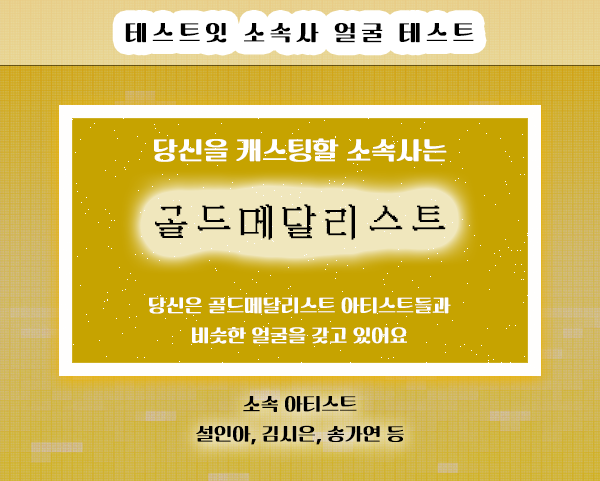 테스트잇 소속사 얼굴 테스트
당신을 캐스팅할 소속사는
골드메달리스트
당신은 골드메달리스트 아티스트들과
비슷한 얼굴을 갖고 있어요
소속 아티스트
설인아, 김시은, 송가연 등